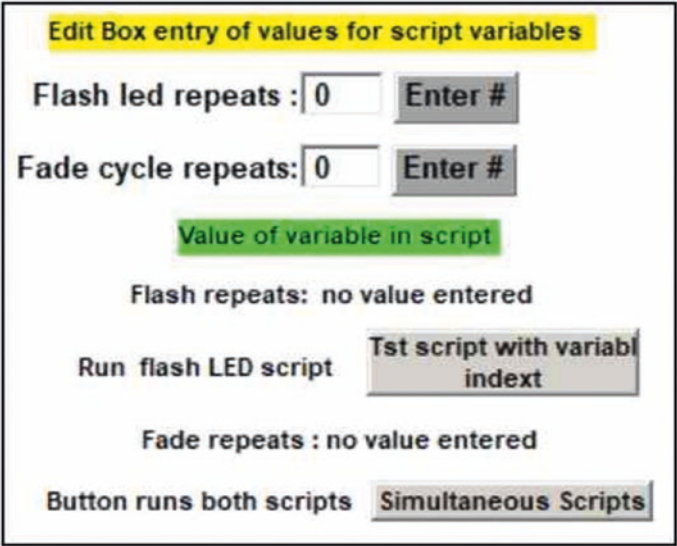 Edit Box entry of values for script variables
Flash led repeats : 0 Enter #
Fade cycle repeats: 0 Enter #
Value of variable in script
Flash repeats: no value entered
Run flash LED script
Tst script with variabl
indext
Fade repeats : no value entered
Button runs both scripts Simultaneous Scripts